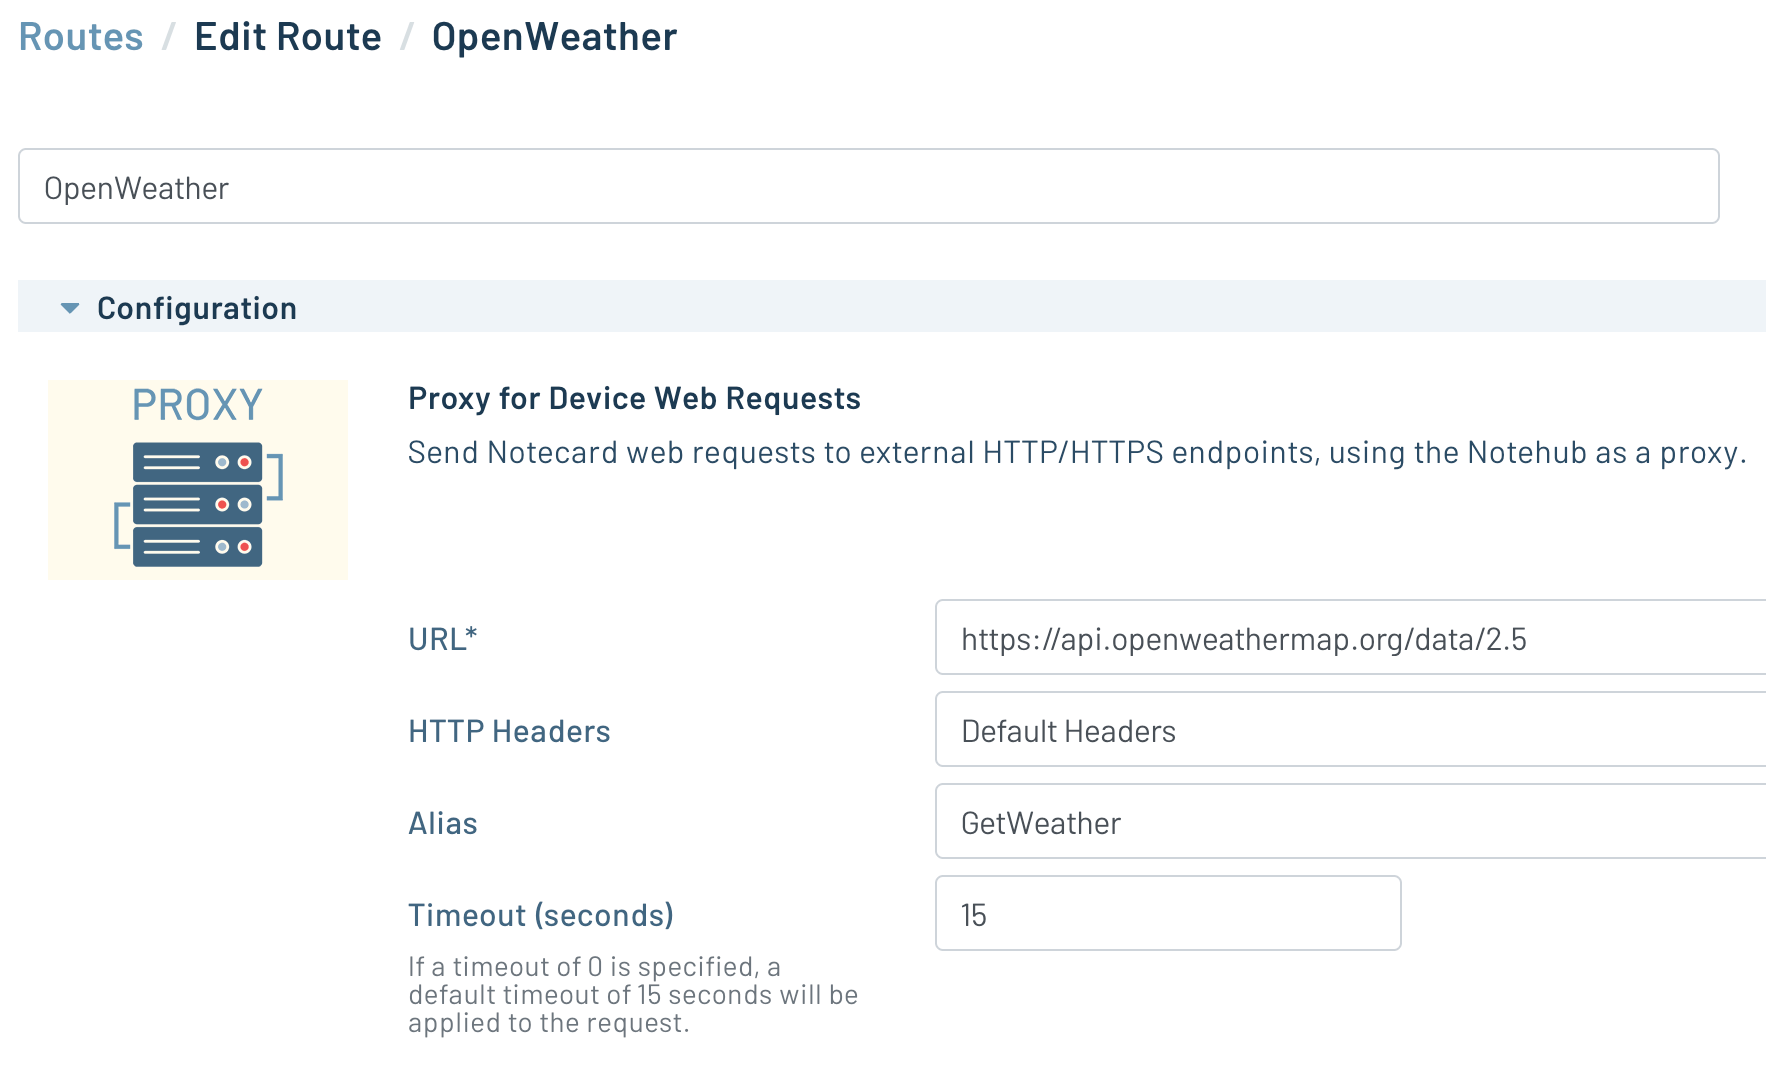 Routes / Edit Route / OpenWeather
OpenWeather
Configuration
PROXY
Proxy for Device Web Requests
Send Notecard web requests to external HTTP/HTTPS endpoints, using the Notehub as a proxy.
URL* https://api.openweathermap.org/data/2.5
HTTP Headers Default Headers
Alias GetWeather
Timeout (seconds) 15
If a timeout of 0 is specified, a
default timeout of 15 seconds will be
applied to the request.